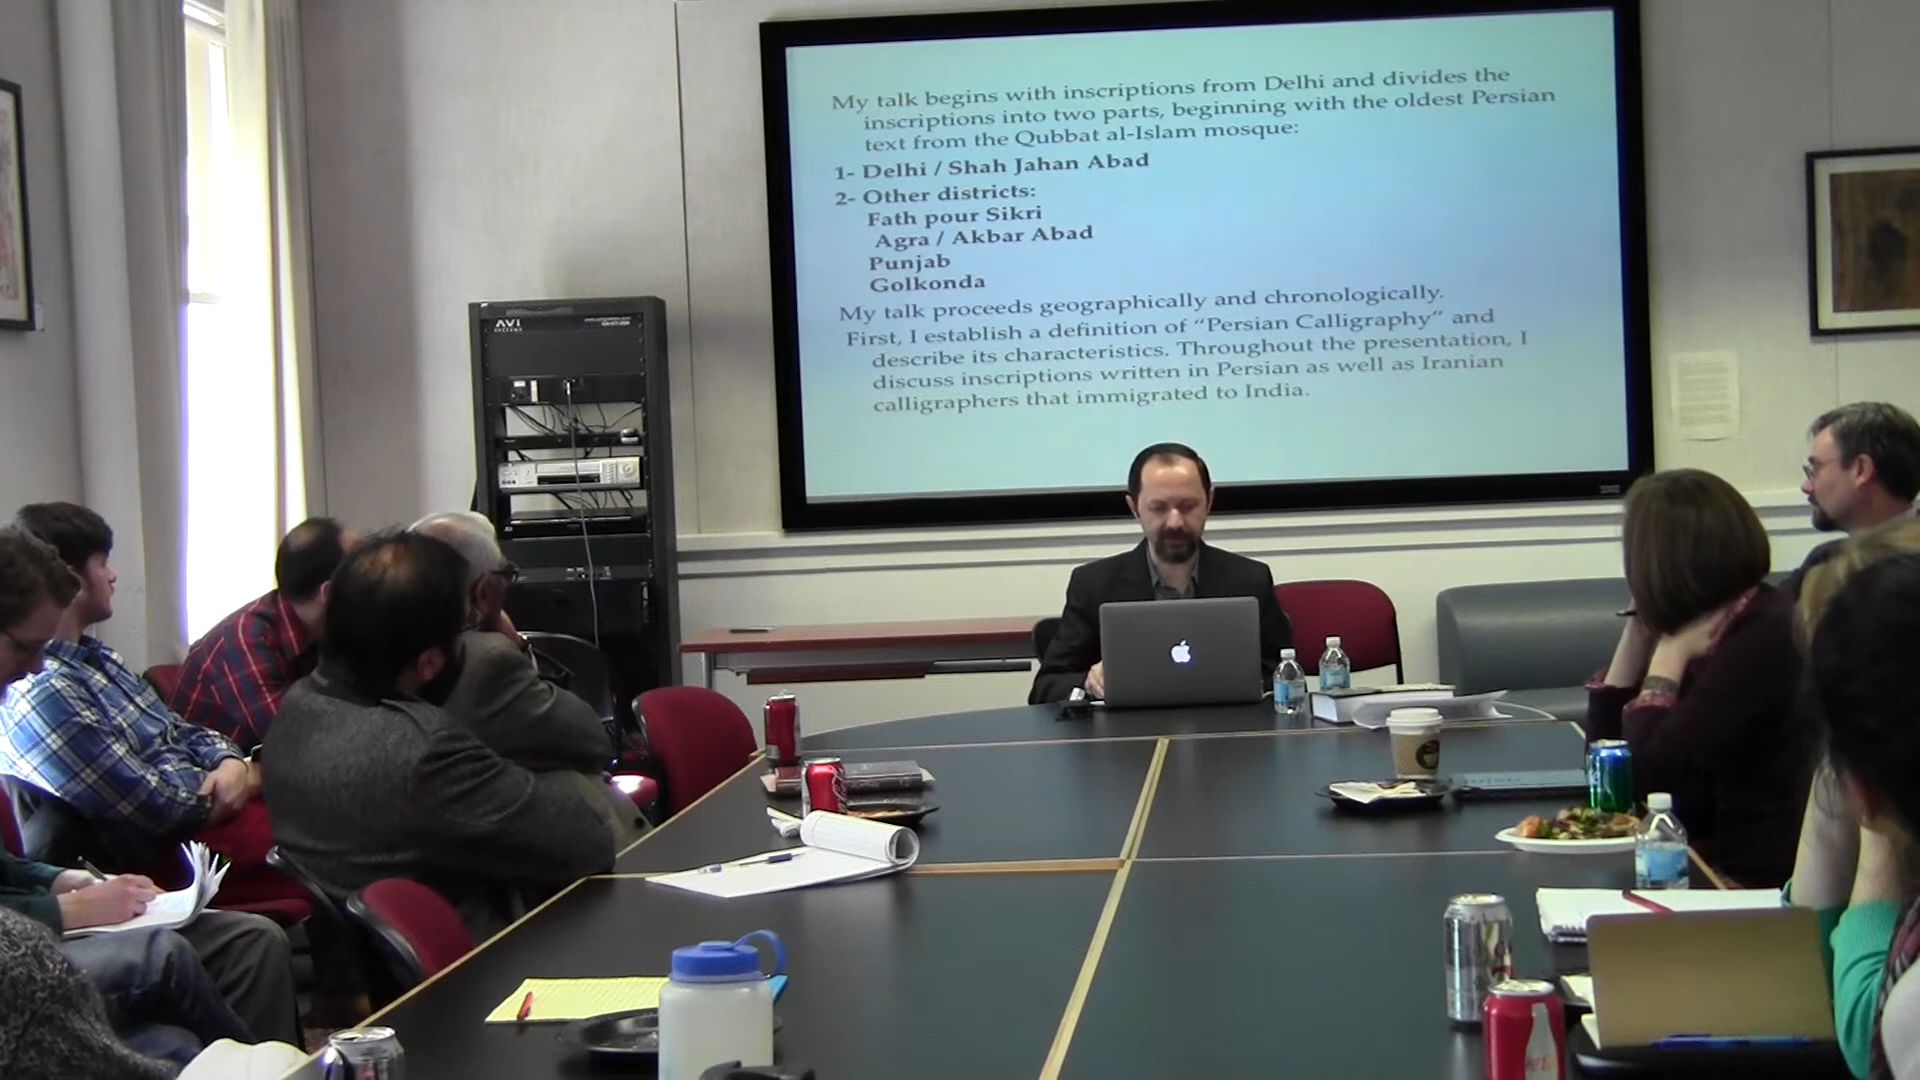 My talk begins with inscriptions from Delhi and divides the
inscriptions into two parts, beginning with the oldest Persian
text from the Qubbat al-Islam mosque:
1- Delhi / Shah Jahan Abad
2- Other districts:
Fath pour Sikri
Agra / Akbar Abad
Punjab
Golkonda
My talk proceeds geographically and chronologically.
First, I establish a definition of “Persian Calligraphy” and
describe its characteristics. Throughout the presentation, I
discuss inscriptions written in Persian as well as Iranian
calligraphers that immigrated to India.
AVI
SYSTEMS